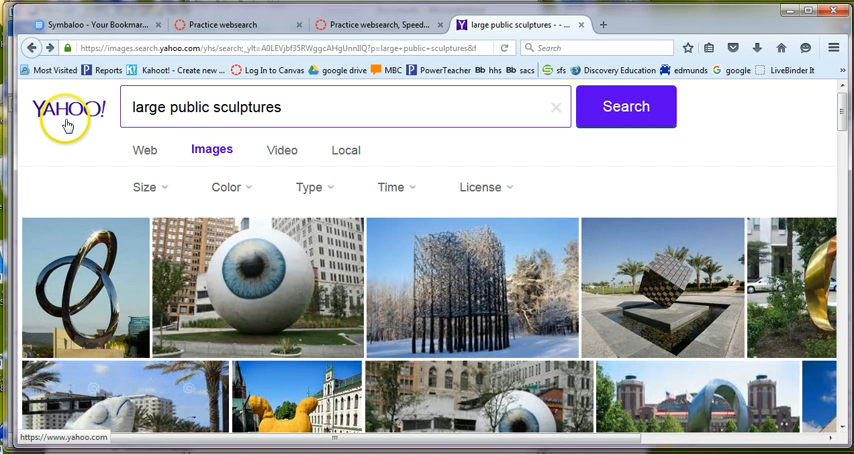 Symbaloo - Your Bookmar...
Practice websearch
Practice websearch, Speed...
large public sculptures - - ...
https://images.search.yahoo.com/yhs/search;_ylt=A0LEVjbf35RWggcAHgUnnIlQ?p=large+public+sculptures&f
Search
Most Visited
Reports
Kahoot! - Create new ...
Log In to Canvas
google drive
MBC
PowerTeacher
Bb hhs
Bb sacs
sfs
Discovery Education
edmunds
google
LiveBinder It
YAHOO!
large public sculptures
Search
Web
Images
Video
Local
Size
Color
Type
Time
License
https://www.yahoo.com